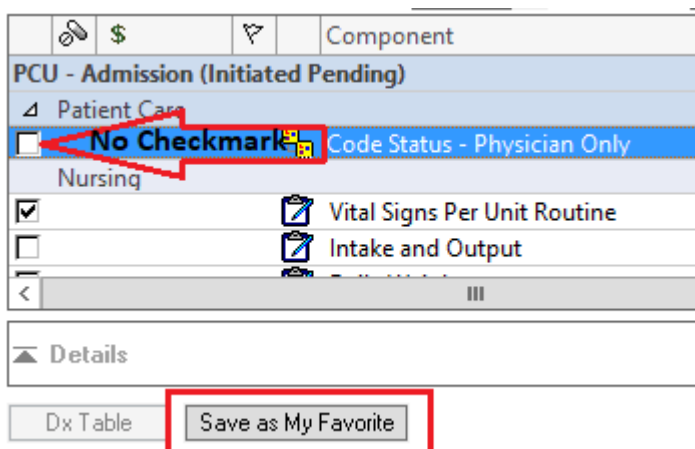 $ Component
PCU - Admission (Initiated Pending)
Patient Care
No Checkmark Code Status - Physician Only
Nursing
Vital Signs Per Unit Routine
Intake and Output
Details
Dx Table Save as My Favorite